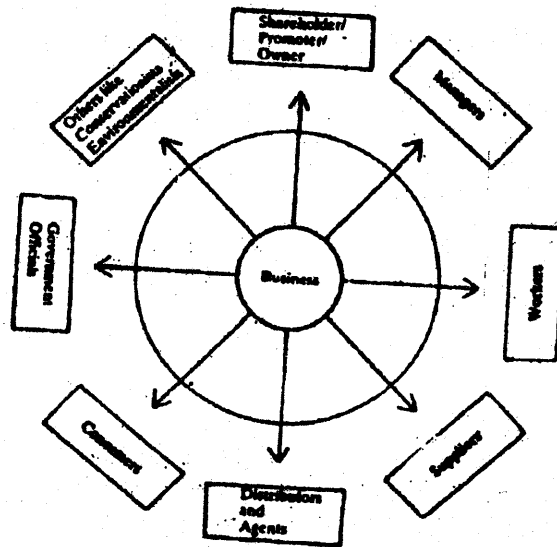 Shareholder/
Promoter/
Owner
Managers
Workers
Suppliers
Distributors
and
Agents
Consumers
Government
Officials
Others like
Conservationists
Environmentalists
Business